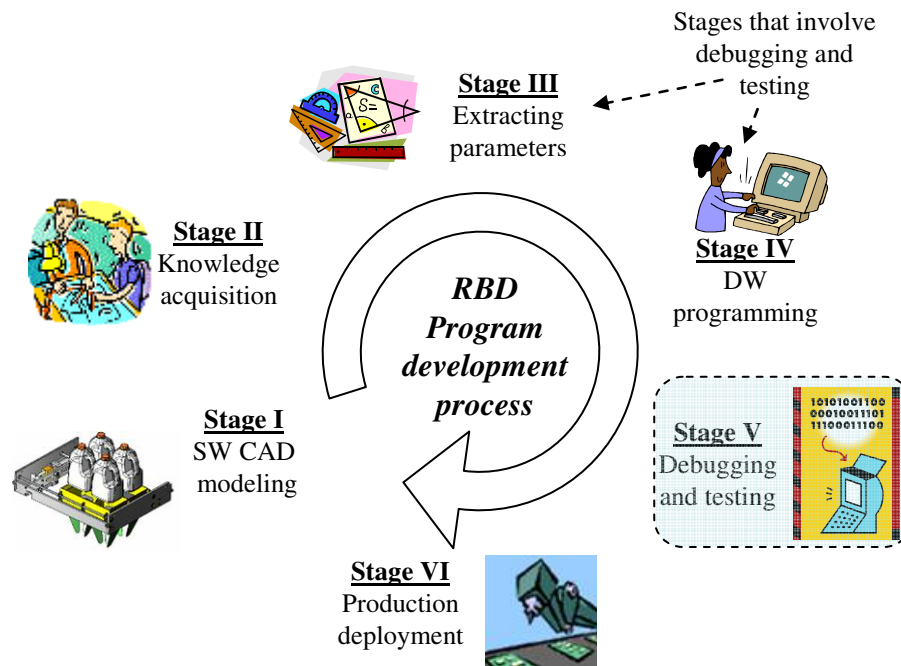 Stages that involve
debugging and
testing
Stage III
Extracting
parameters
Stage II
Knowledge
acquisition
Stage IV
DW
programming
RBD
Program
development
process
Stage I
SW CAD
modeling
Stage V
Debugging
and testing
10101001100
00010011101
11100011100
Stage VI
Production
deployment